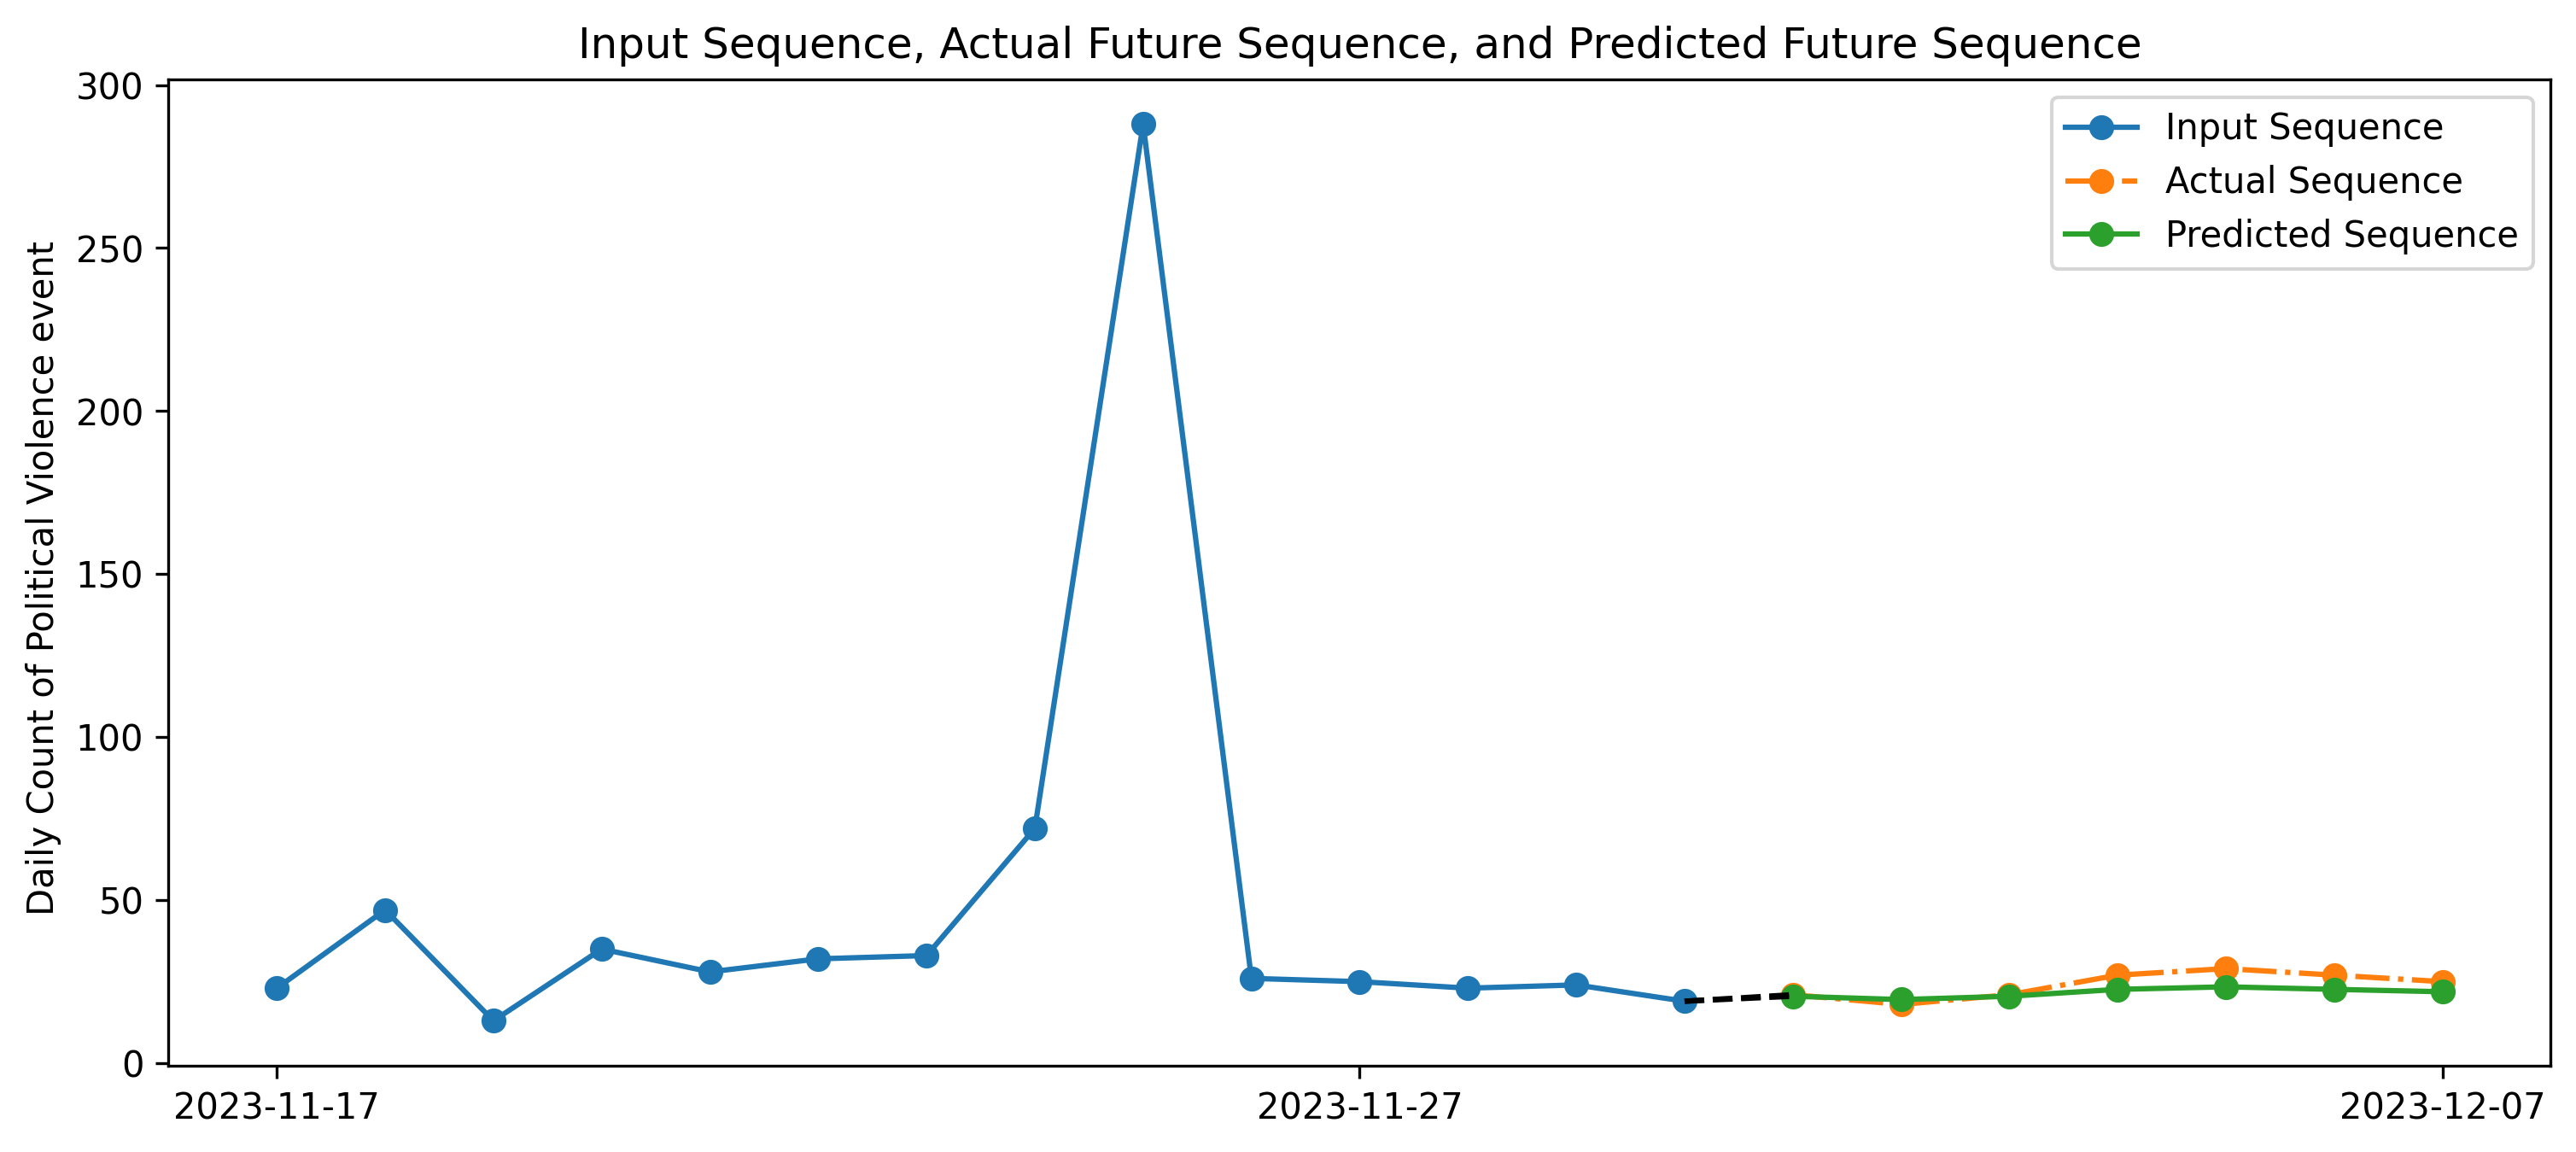 Input Sequence, Actual Future Sequence, and Predicted Future Sequence
Daily Count of Political Violence event
300
250
200
150
100
50
0
2023-11-17
2023-11-27
2023-12-07
Input Sequence
Actual Sequence
Predicted Sequence